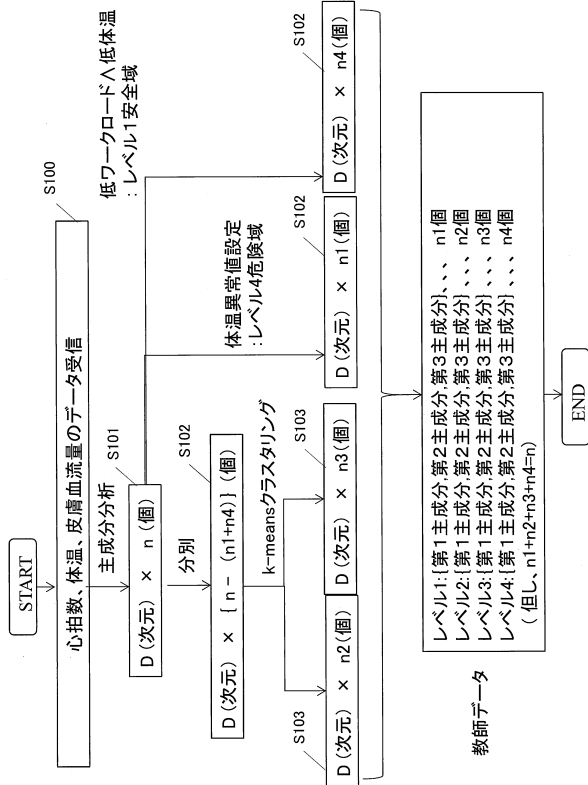 START
S100
心拍数、体温、皮膚血流量のデータ受信
主成分分析
S101
D(次元) × n(個)
低ワークロード∧低体温
:レベル1安全域
分別
S102
D(次元) × {n-(n1+n4)}(個)
体温異常値設定
:レベル4危険域
k-meansクラスタリング
S103
D(次元) × n2(個)
S103
D(次元) × n3(個)
S102
D(次元) × n1(個)
S102
D(次元) × n4(個)
教師データ
レベル1:{第1主成分,第2主成分,第3主成分}、、、n1個
レベル2:{第1主成分,第2主成分,第3主成分}、、、n2個
レベル3:{第1主成分,第2主成分,第3主成分}、、、n3個
レベル4:{第1主成分,第2主成分,第3主成分}、、、n4個
(但し、n1+n2+n3+n4=n)
END